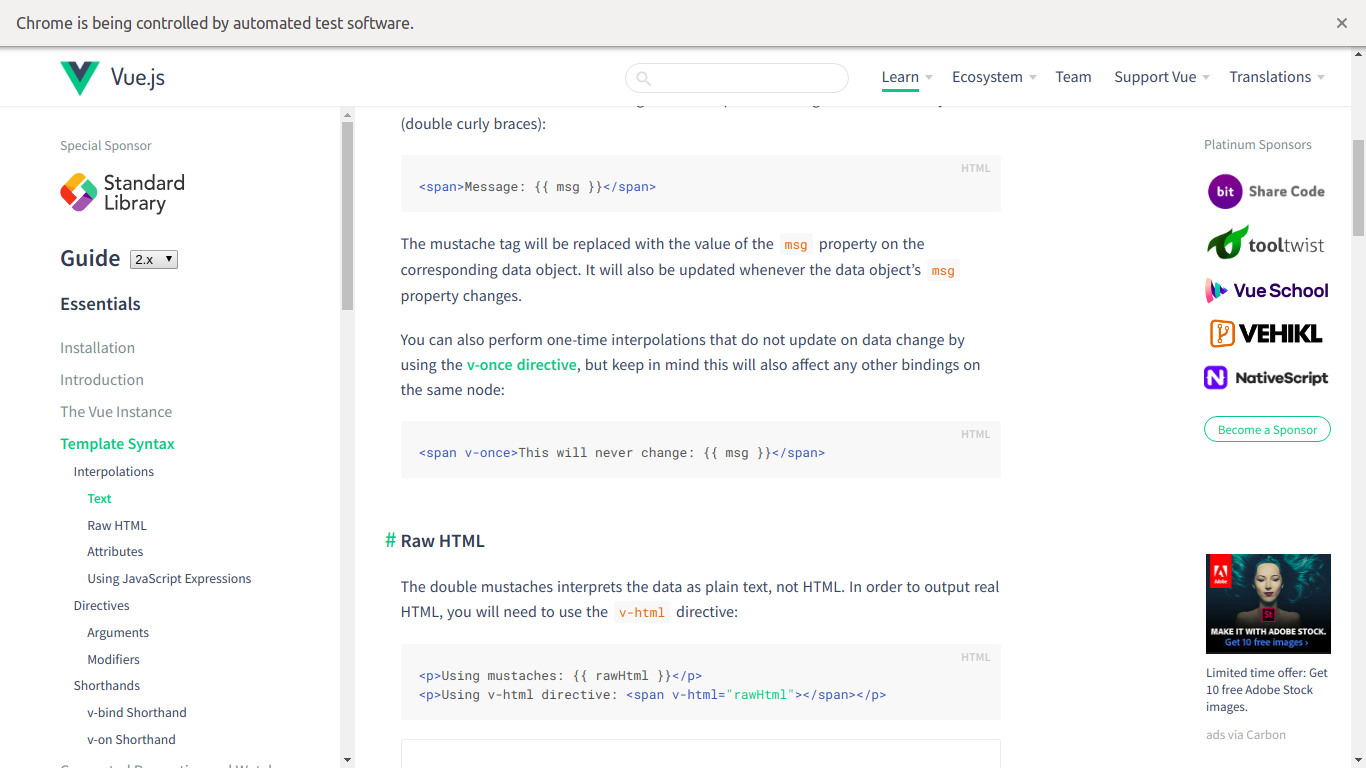 Chrome is being controlled by automated test software.
Vue.js
Learn
Ecosystem
Team
Support Vue
Translations
Special Sponsor
Standard
Library
Guide
2.x
Essentials
Installation
Introduction
The Vue Instance
Template Syntax
Interpolations
Text
Raw HTML
Attributes
Using JavaScript Expressions
Directives
Arguments
Modifiers
Shorthands
v-bind Shorthand
v-on Shorthand
(double curly braces):
HTML
<span>Message: {{ msg }}</span>
The mustache tag will be replaced with the value of the msg property on the
corresponding data object. It will also be updated whenever the data object’s msg
property changes.
You can also perform one-time interpolations that do not update on data change by
using the v-once directive, but keep in mind this will also affect any other bindings on
the same node:
HTML
<span v-once>This will never change: {{ msg }}</span>
# Raw HTML
The double mustaches interprets the data as plain text, not HTML. In order to output real
HTML, you will need to use the v-html directive:
HTML
<p>Using mustaches: {{ rawHtml }}</p>
<p>Using v-html directive: <span v-html="rawHtml"></span></p>
Platinum Sponsors
bit Share Code
tooltwist
Vue School
VEHIKL
NativeScript
Become a Sponsor
Adobe
St
MAKE IT WITH ADOBE STOCK.
Get 10 free images ›
Limited time offer: Get
10 free Adobe Stock
images.
ads via Carbon